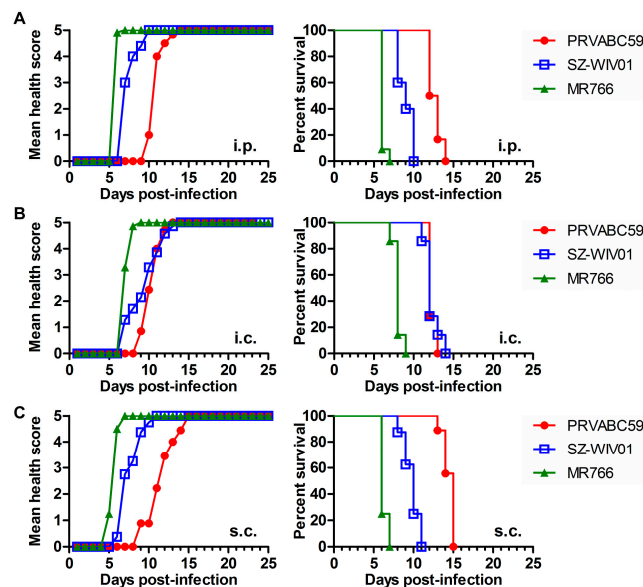 A
Mean health score
5
4
3
2
1
0
0 5 10 15 20 25
Days post-infection
i.p.
Percent survival
100
80
60
40
20
0
0 5 10 15 20 25
Days post-infection
i.p.
PRVABC59
SZ-WIV01
MR766
B
Mean health score
5
4
3
2
1
0
0 5 10 15 20 25
Days post-infection
i.c.
Percent survival
100
80
60
40
20
0
0 5 10 15 20 25
Days post-infection
i.c.
PRVABC59
SZ-WIV01
MR766
C
Mean health score
5
4
3
2
1
0
0 5 10 15 20 25
Days post-infection
s.c.
Percent survival
100
80
60
40
20
0
0 5 10 15 20 25
Days post-infection
s.c.
PRVABC59
SZ-WIV01
MR766